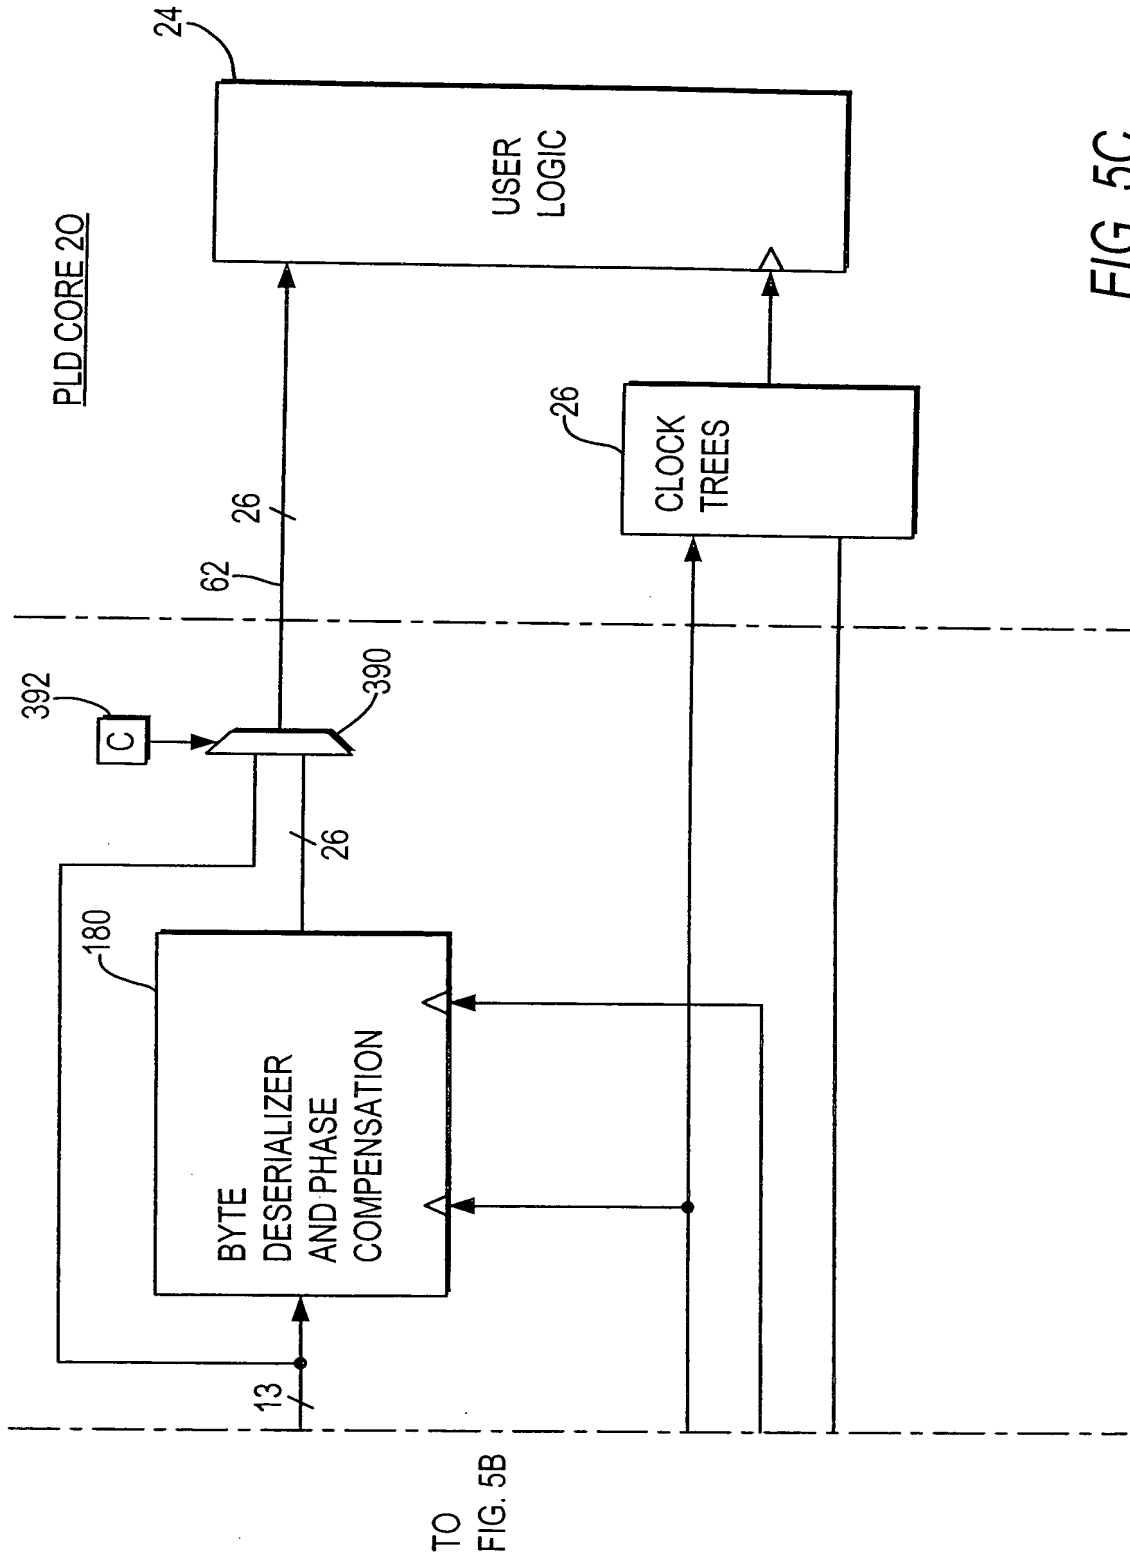 PLD CORE 20
24
USER
LOGIC
392
C
390
62
26
180
BYTE
DESERIALIZER
AND PHASE
COMPENSATION
26
13
26
CLOCK
TREES
TO
FIG. 5B
FIG. 5C